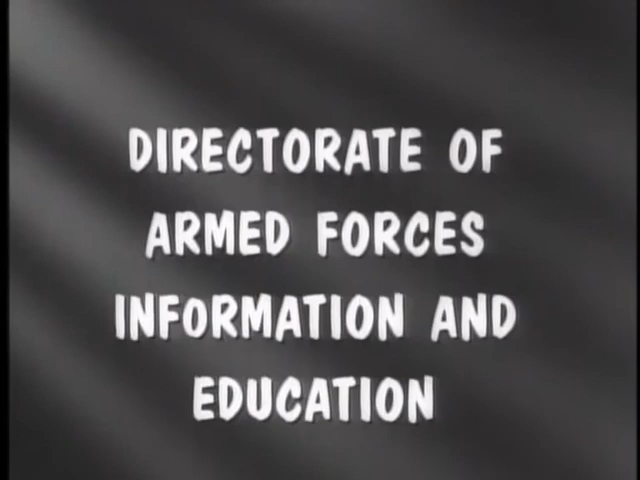 DIRECTORATE OF
ARMED FORCES
INFORMATION AND
EDUCATION